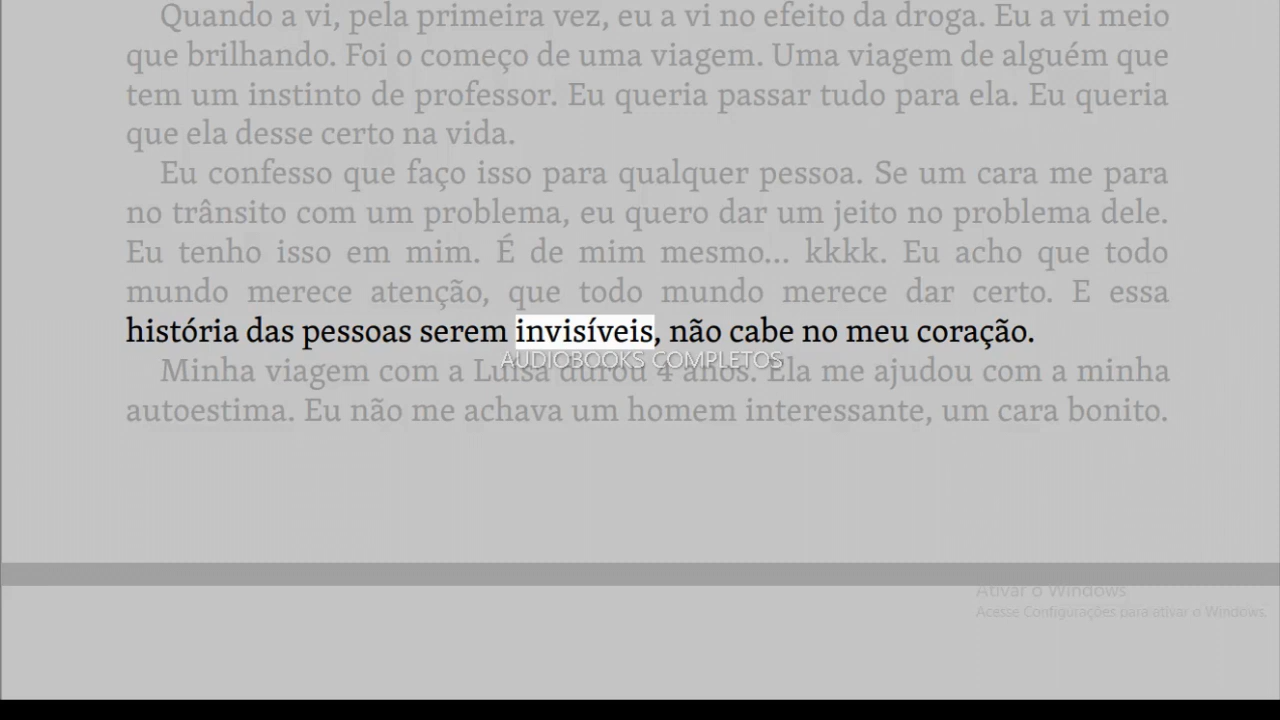 Quando a vi, pela primeira vez, eu a vi no efeito da droga. Eu a vi meio
que brilhando. Foi o começo de uma viagem. Uma viagem de alguém que
tem um instinto de professor. Eu queria passar tudo para ela. Eu queria
que ela desse certo na vida.
Eu confesso que faço isso para qualquer pessoa. Se um cara me para
no trânsito com um problema, eu quero dar um jeito no problema dele.
Eu tenho isso em mim. É de mim mesmo... kkkk. Eu acho que todo
mundo merece atenção, que todo mundo merece dar certo. E essa
história das pessoas serem invisíveis, não cabe no meu coração.
AUDIOBOOKS COMPLETOS
Minha viagem com a Luísa durou 4 anos. Ela me ajudou com a minha
autoestima. Eu não me achava um homem interessante, um cara bonito.
Ativar o Windows
Acesse Configurações para ativar o Windows.